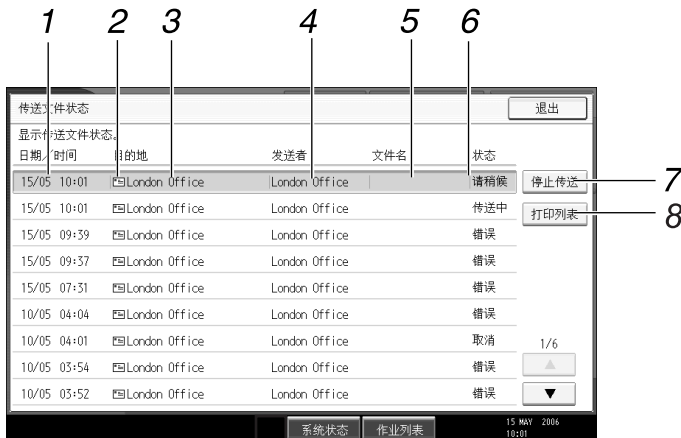 1 2 3 4 5 6
传送文件状态 退出
显示传送文件状态。
日期／时间 目的地 发送者 文件名 状态
15/05 10:01 London Office London Office 请稍候 停止传送 7
15/05 10:01 London Office London Office 传送中 打印列表 8
15/05 09:39 London Office London Office 错误
15/05 09:37 London Office London Office 错误
15/05 07:31 London Office London Office 错误
10/05 04:04 London Office London Office 错误
10/05 04:01 London Office London Office 取消 1/6
10/05 03:54 London Office London Office 错误 ▲
10/05 03:52 London Office London Office 错误 ▼
系统状态 作业列表 15 MAY 2006
10:01